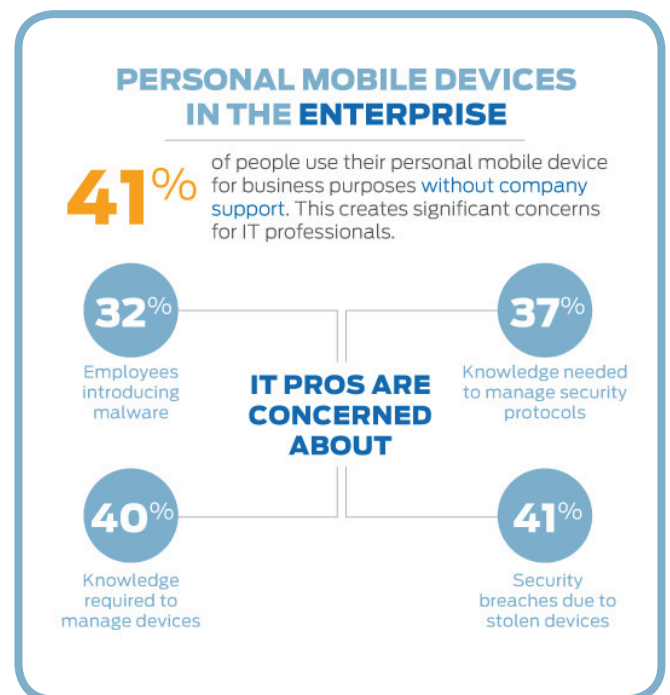 PERSONAL MOBILE DEVICES
IN THE ENTERPRISE
41%
of people use their personal mobile device
for business purposes without company
support. This creates significant concerns
for IT professionals.
32%
Employees
introducing
malware
37%
Knowledge needed
to manage security
protocols
IT PROS ARE
CONCERNED
ABOUT
40%
Knowledge
required to
manage devices
41%
Security
breaches due to
stolen devices